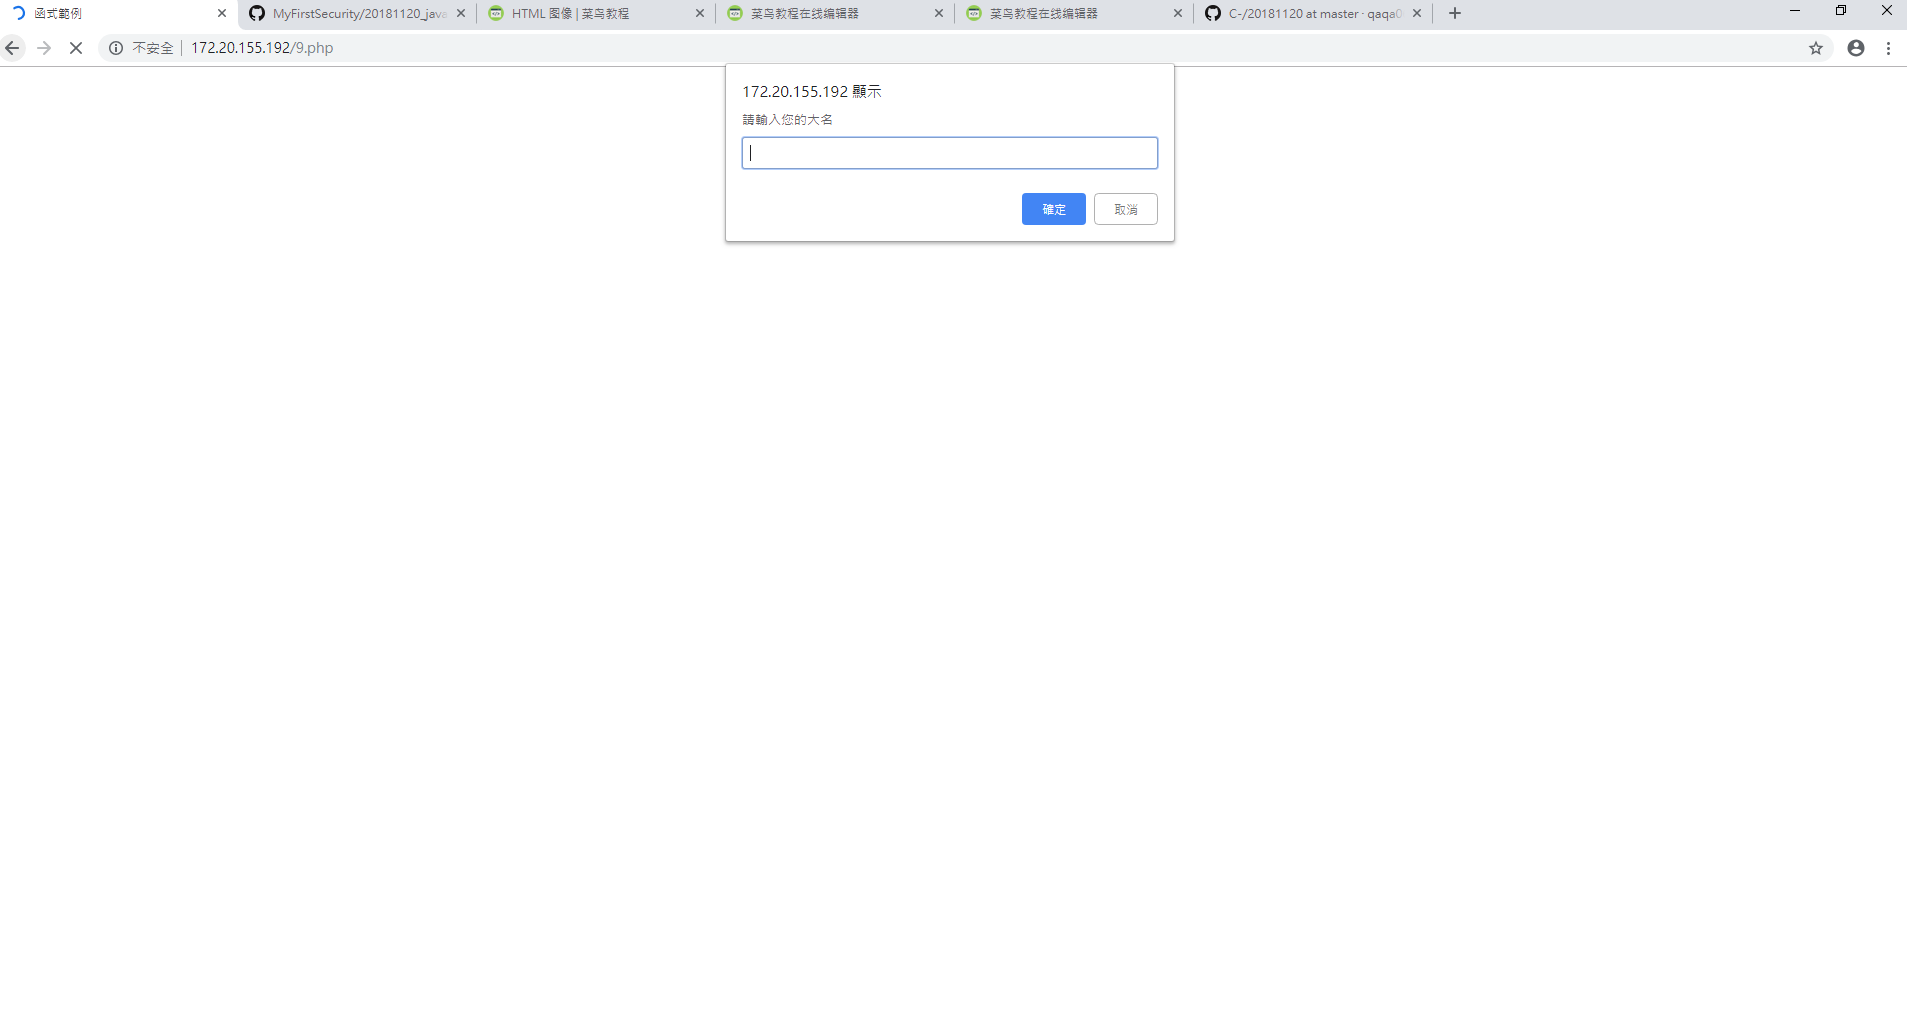 函式範例
MyFirstSecurity/20181120_java
HTML 图像 | 菜鸟教程
菜鸟教程在线编辑器
菜鸟教程在线编辑器
C-/20181120 at master · qaqa0
不安全 | 172.20.155.192/9.php
172.20.155.192 顯示
請輸入您的大名
確定
取消